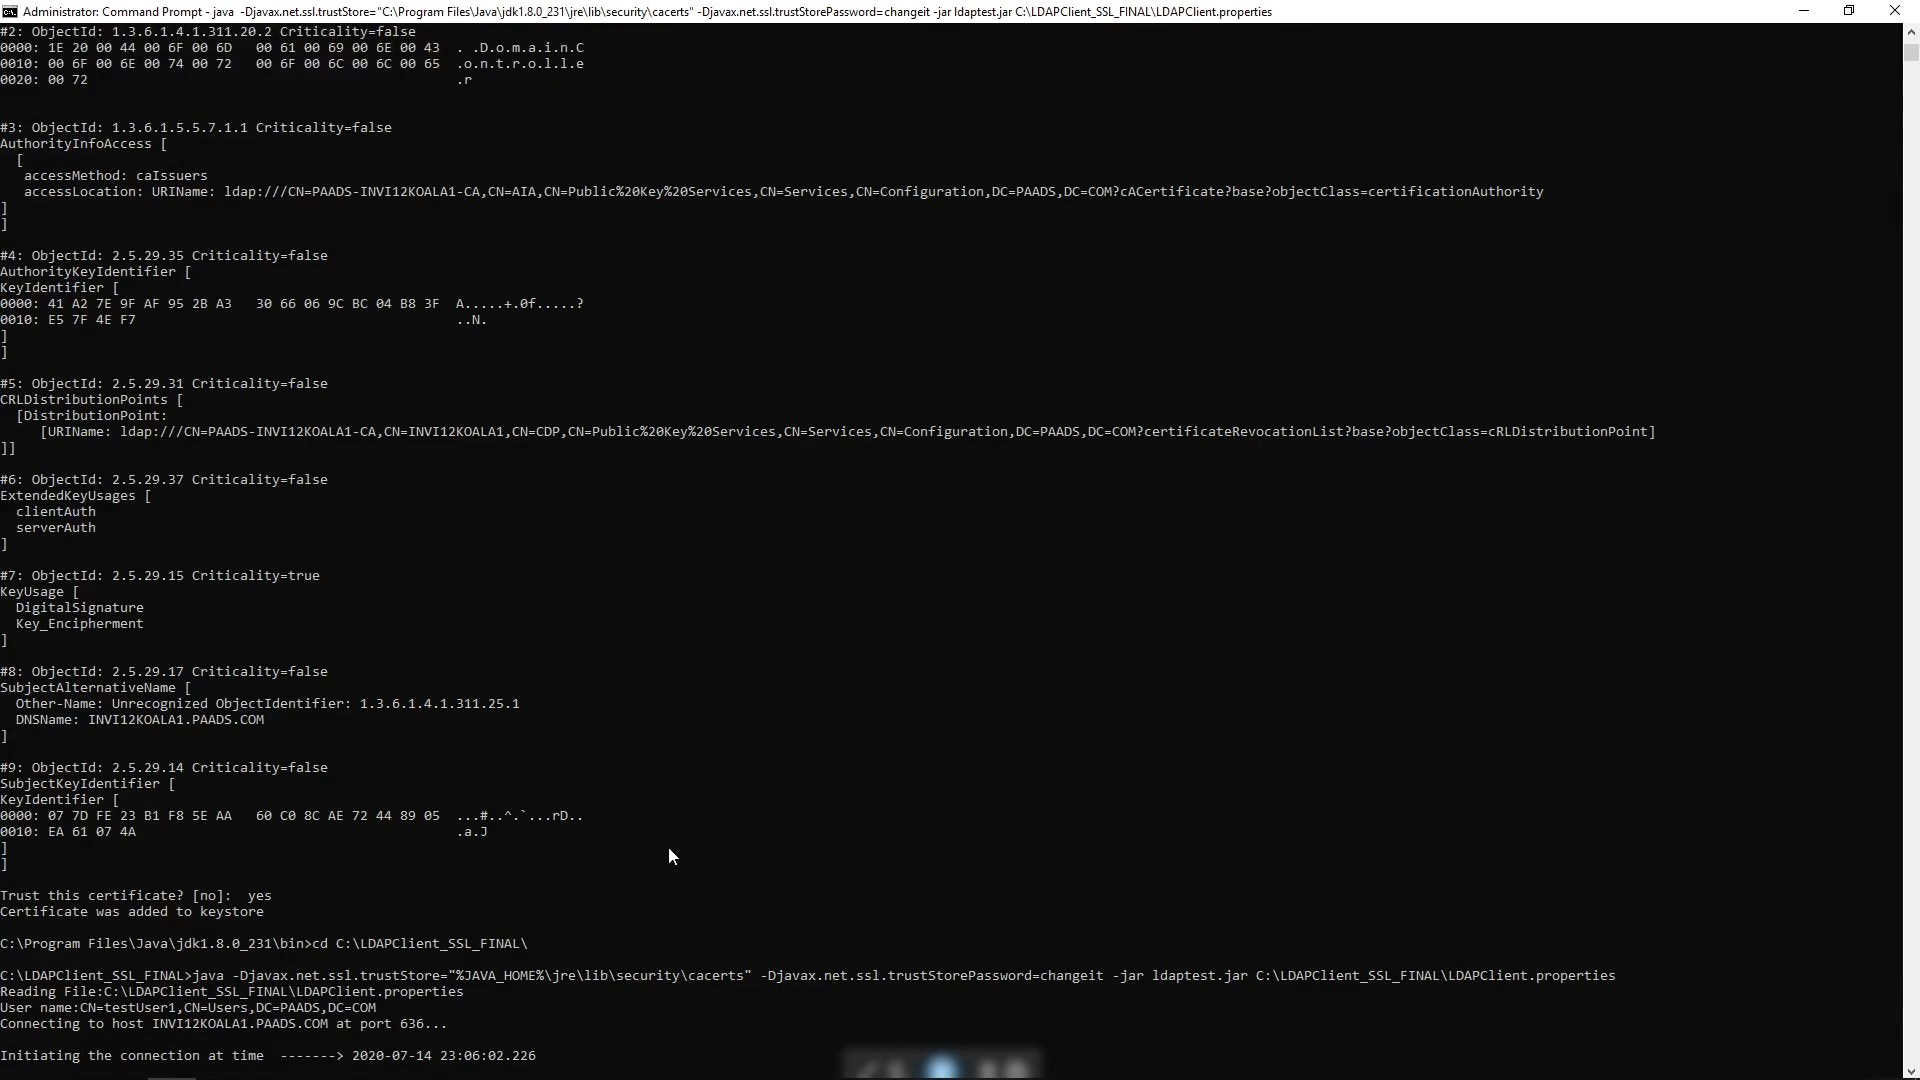 Administrator: Command Prompt - java  -Djavax.net.ssl.trustStore="C:\Program Files\Java\jdk1.8.0_231\jre\lib\security\cacerts" -Djavax.net.ssl.trustStorePassword=changeit -jar ldaptest.jar C:\LDAPClient_SSL_FINAL\LDAPClient.properties
#2: ObjectId: 1.3.6.1.4.1.311.20.2 Criticality=false
0000: 1E 20 00 44 00 6F 00 6D   00 61 00 69 00 6E 00 43  . .D.o.m.a.i.n.C
0010: 00 6F 00 6E 00 74 00 72   00 6F 00 6C 00 6C 00 65  .o.n.t.r.o.l.l.e
0020: 00 72                                              .r
#3: ObjectId: 1.3.6.1.5.5.7.1.1 Criticality=false
AuthorityInfoAccess [
  [
   accessMethod: caIssuers
   accessLocation: URIName: ldap:///CN=PAADS-INVI12KOALA1-CA,CN=AIA,CN=Public%20Key%20Services,CN=Services,CN=Configuration,DC=PAADS,DC=COM?cACertificate?base?objectClass=certificationAuthority
]
]
#4: ObjectId: 2.5.29.35 Criticality=false
AuthorityKeyIdentifier [
KeyIdentifier [
0000: 41 A2 7E 9F AF 95 2B A3   30 66 06 9C BC 04 B8 3F  A.....+.0f.....?
0010: E5 7F 4E F7                                        ..N.
]
]
#5: ObjectId: 2.5.29.31 Criticality=false
CRLDistributionPoints [
  [DistributionPoint:
     [URIName: ldap:///CN=PAADS-INVI12KOALA1-CA,CN=INVI12KOALA1,CN=CDP,CN=Public%20Key%20Services,CN=Services,CN=Configuration,DC=PAADS,DC=COM?certificateRevocationList?base?objectClass=cRLDistributionPoint]
]]
#6: ObjectId: 2.5.29.37 Criticality=false
ExtendedKeyUsages [
  clientAuth
  serverAuth
]
#7: ObjectId: 2.5.29.15 Criticality=true
KeyUsage [
  DigitalSignature
  Key_Encipherment
]
#8: ObjectId: 2.5.29.17 Criticality=false
SubjectAlternativeName [
  Other-Name: Unrecognized ObjectIdentifier: 1.3.6.1.4.1.311.25.1
  DNSName: INVI12KOALA1.PAADS.COM
]
#9: ObjectId: 2.5.29.14 Criticality=false
SubjectKeyIdentifier [
KeyIdentifier [
0000: 07 7D FE 23 B1 F8 5E AA   60 C0 8C AE 72 44 89 05  ...#..^.`...rD..
0010: EA 61 07 4A                                        .a.J
]
]
Trust this certificate? [no]:  yes
Certificate was added to keystore
C:\Program Files\Java\jdk1.8.0_231\bin>cd C:\LDAPClient_SSL_FINAL\
C:\LDAPClient_SSL_FINAL>java -Djavax.net.ssl.trustStore="%JAVA_HOME%\jre\lib\security\cacerts" -Djavax.net.ssl.trustStorePassword=changeit -jar ldaptest.jar C:\LDAPClient_SSL_FINAL\LDAPClient.properties
Reading File:C:\LDAPClient_SSL_FINAL\LDAPClient.properties
User name:CN=testUser1,CN=Users,DC=PAADS,DC=COM
Connecting to host INVI12KOALA1.PAADS.COM at port 636...
Initiating the connection at time  -------> 2020-07-14 23:06:02.226